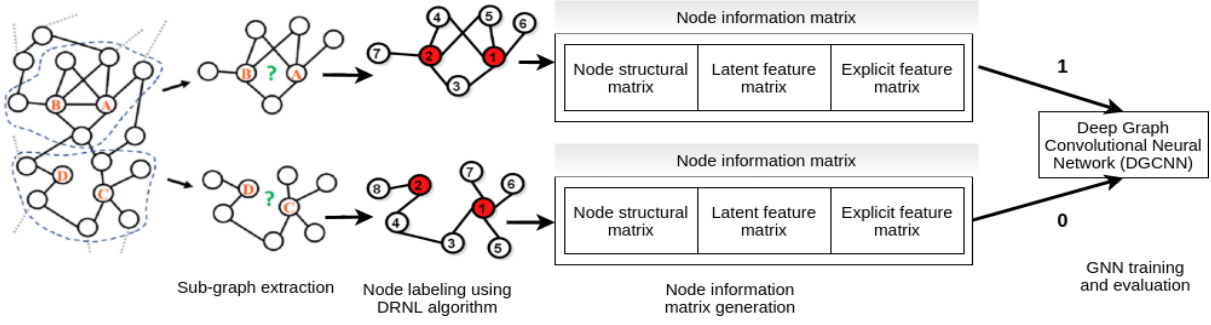 B
A
D
C
B
?
A
4
5
6
7
2
1
3
Node information matrix
Node structural
matrix
Latent feature
matrix
Explicit feature
matrix
1
Deep Graph
Convolutional Neural
Network (DGCNN)
D
?
C
8
2
7
6
1
4
3
5
Node information matrix
Node structural
matrix
Latent feature
matrix
Explicit feature
matrix
0
Sub-graph extraction
Node labeling using
DRNL algorithm
Node information
matrix generation
GNN training
and evaluation